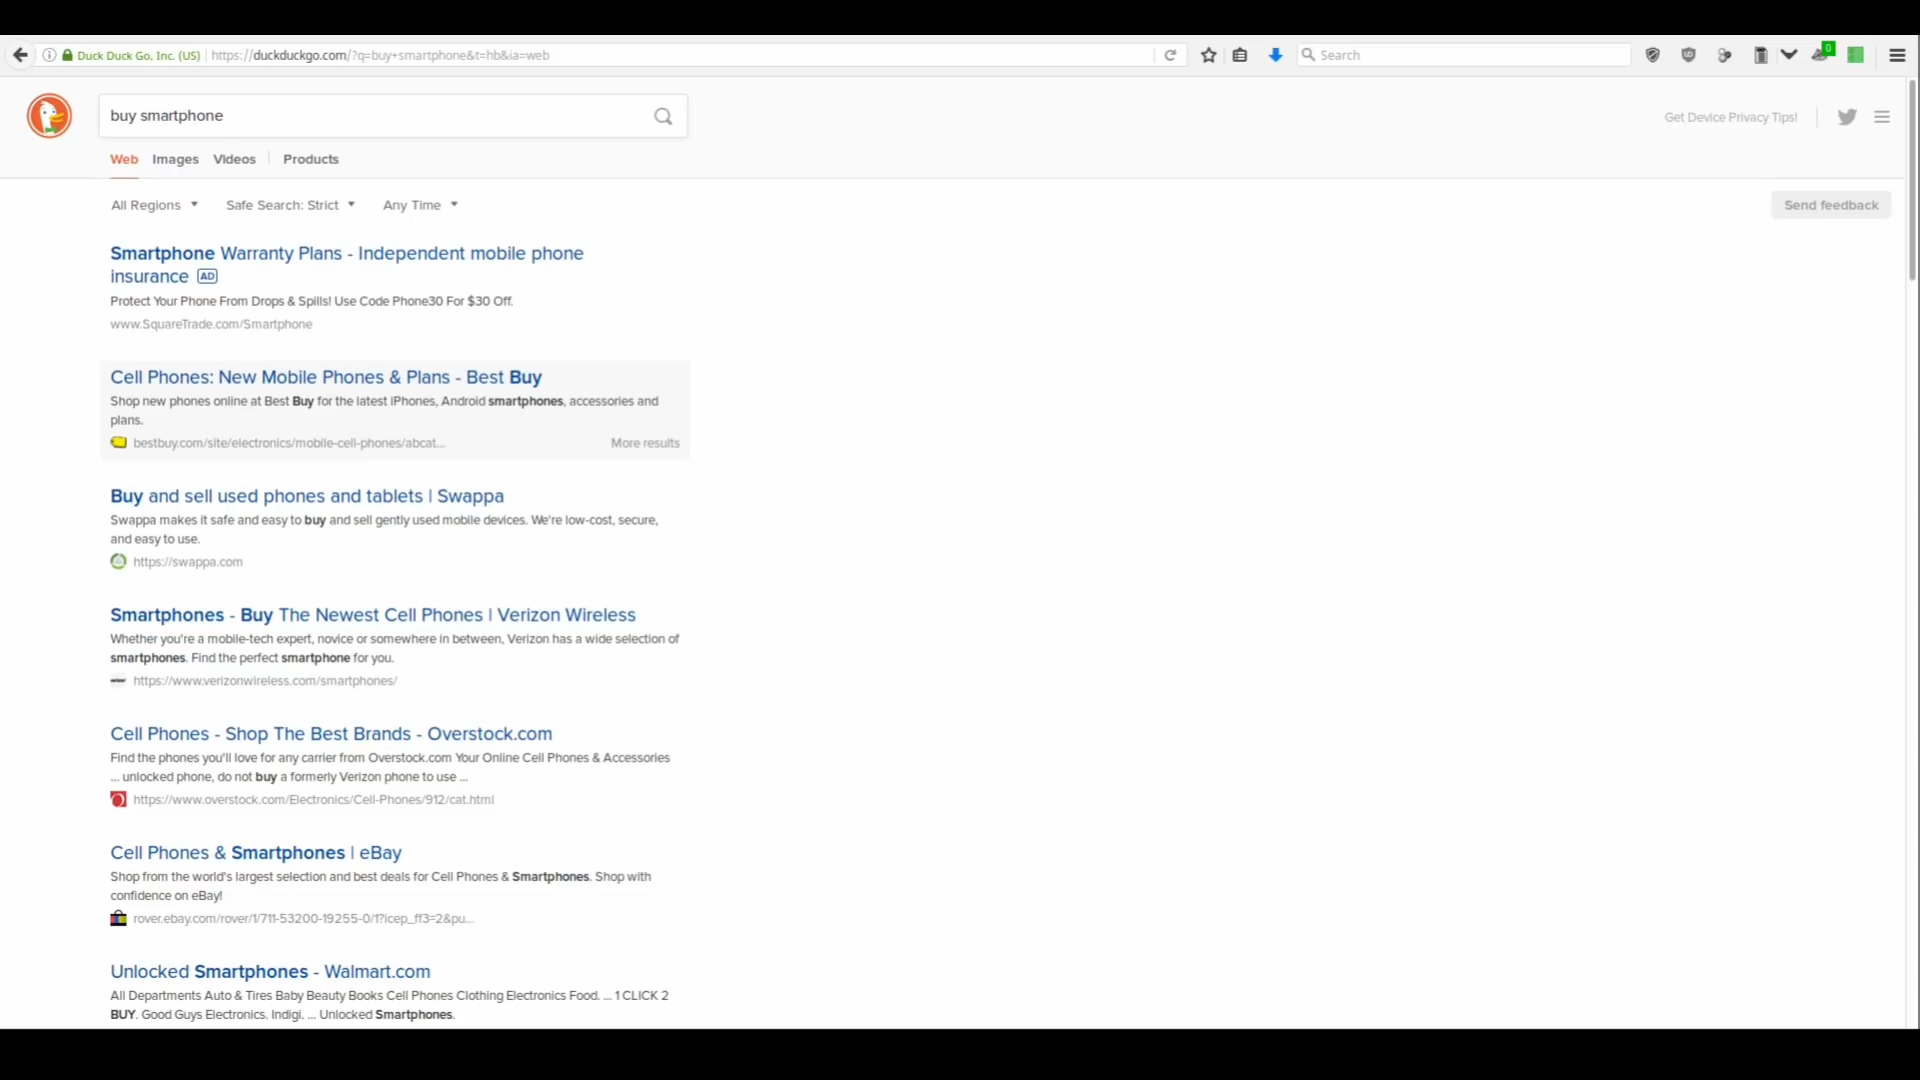 Duck Duck Go, Inc. (US)
https://duckduckgo.com/?q=buy+smartphone&t=hb&ia=web
Search
0
buy smartphone
Get Device Privacy Tips!
Web Images Videos Products
All Regions Safe Search: Strict Any Time
Send feedback
Smartphone Warranty Plans - Independent mobile phone
insurance AD
Protect Your Phone From Drops & Spills! Use Code Phone30 For $30 Off.
www.SquareTrade.com/Smartphone
Cell Phones: New Mobile Phones & Plans - Best Buy
Shop new phones online at Best Buy for the latest iPhones, Android smartphones, accessories and
plans.
bestbuy.com/site/electronics/mobile-cell-phones/abcat...
More results
Buy and sell used phones and tablets | Swappa
Swappa makes it safe and easy to buy and sell gently used mobile devices. We're low-cost, secure,
and easy to use.
https://swappa.com
Smartphones - Buy The Newest Cell Phones | Verizon Wireless
Whether you're a mobile-tech expert, novice or somewhere in between, Verizon has a wide selection of
smartphones. Find the perfect smartphone for you.
https://www.verizonwireless.com/smartphones/
Cell Phones - Shop The Best Brands - Overstock.com
Find the phones you'll love for any carrier from Overstock.com Your Online Cell Phones & Accessories
... unlocked phone, do not buy a formerly Verizon phone to use ...
https://www.overstock.com/Electronics/Cell-Phones/912/cat.html
Cell Phones & Smartphones | eBay
Shop from the world's largest selection and best deals for Cell Phones & Smartphones. Shop with
confidence on eBay!
rover.ebay.com/rover/1/711-53200-19255-0/1?icep_ff3=2&pu...
Unlocked Smartphones - Walmart.com
All Departments Auto & Tires Baby Beauty Books Cell Phones Clothing Electronics Food. ... 1 CLICK 2
BUY. Good Guys Electronics. Indigi. ... Unlocked Smartphones.